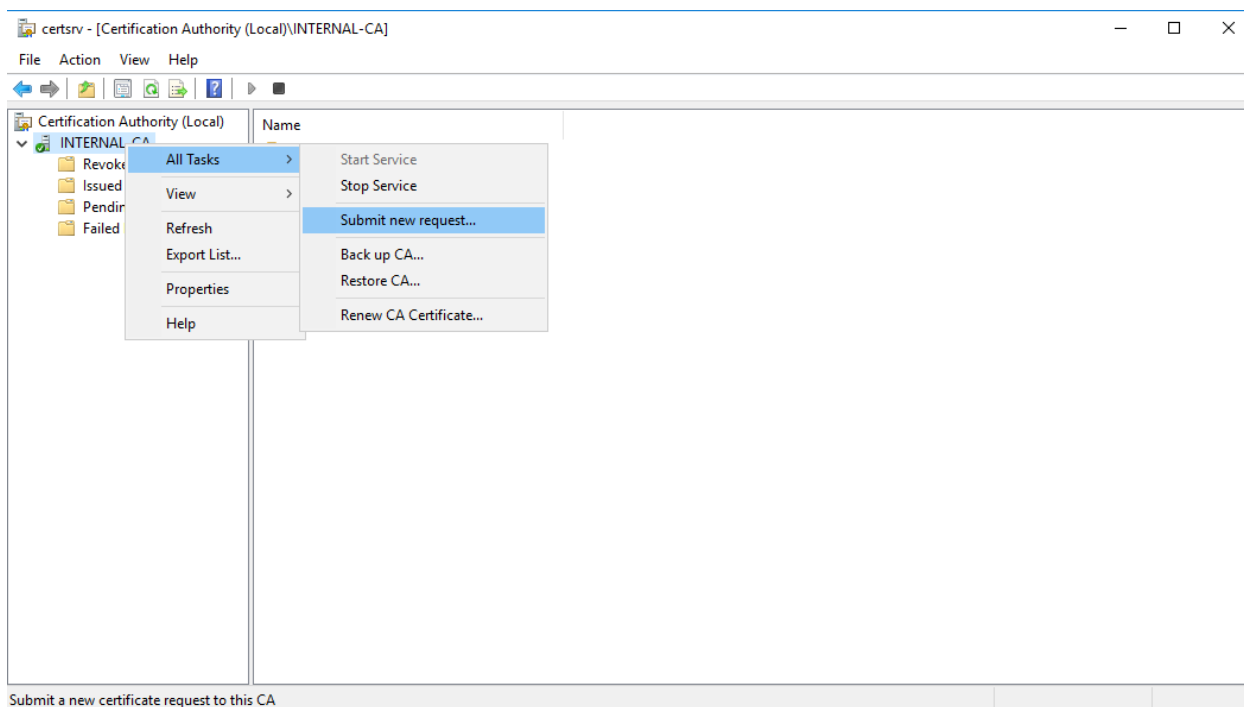 certsrv - [Certification Authority (Local)\INTERNAL-CA]
File Action View Help
Certification Authority (Local)
Name
INTERNAL-CA
Revoke
Issued
Pendin
Failed
All Tasks
View
Refresh
Export List...
Properties
Help
Start Service
Stop Service
Submit new request...
Back up CA...
Restore CA...
Renew CA Certificate...
Submit a new certificate request to this CA